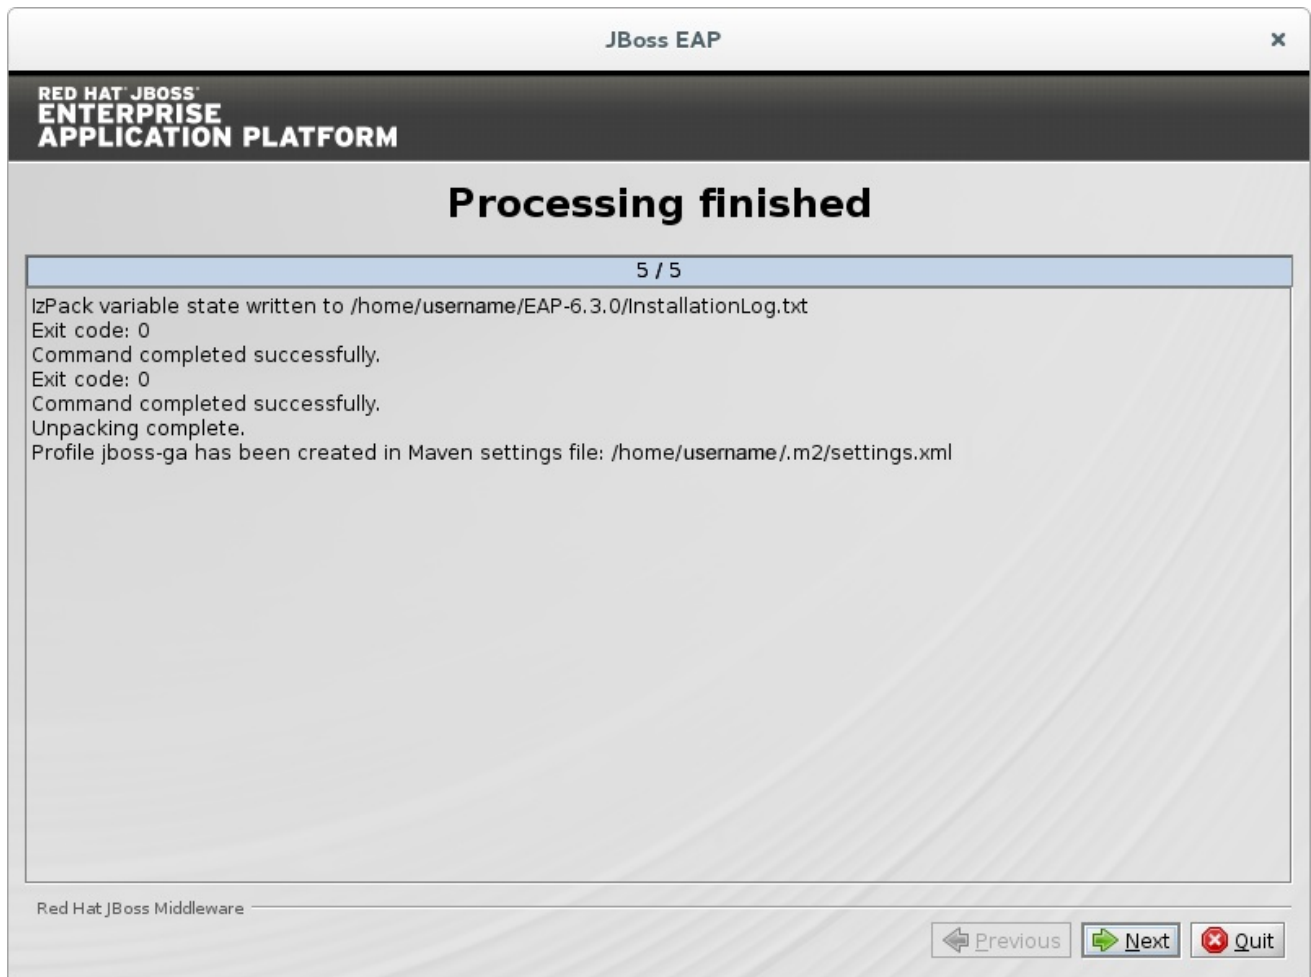 JBoss EAP
RED HAT® JBOSS®
ENTERPRISE
APPLICATION PLATFORM
Processing finished
5 / 5
IzPack variable state written to /home/username/EAP-6.3.0/InstallationLog.txt
Exit code: 0
Command completed successfully.
Exit code: 0
Command completed successfully.
Unpacking complete.
Profile jboss-ga has been created in Maven settings file: /home/username/.m2/settings.xml
Red Hat JBoss Middleware
Previous
Next
Quit